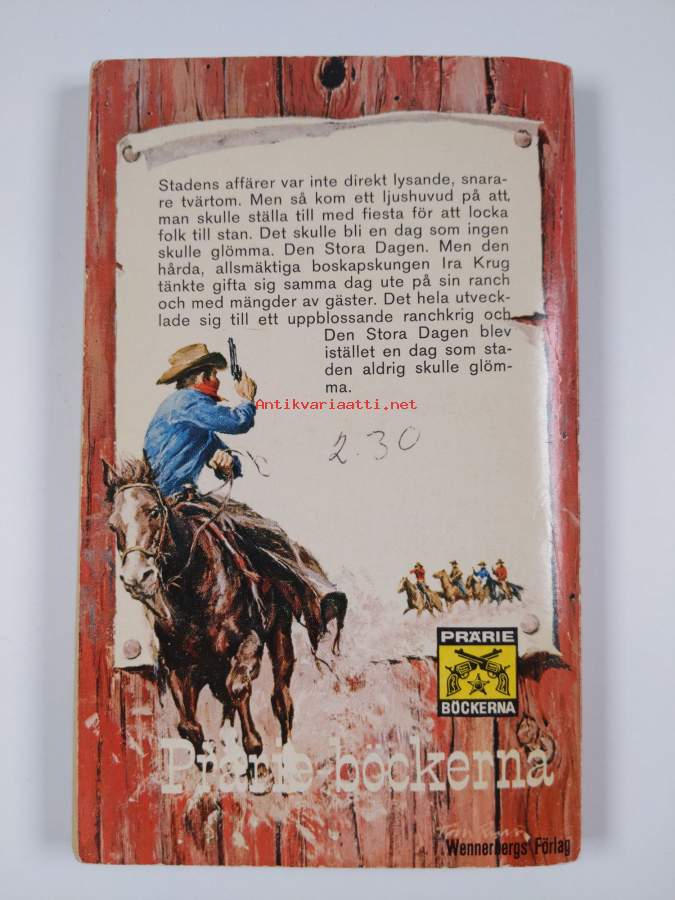 Stadens affärer var inte direkt lysande, snara-
re tvärtom. Men så kom ett ljushuvud på att
man skulle ställa till med fiesta för att locka
folk till stan. Det skulle bli en dag som ingen
skulle glömma. Den Stora Dagen. Men den
hårda, allsmäktiga boskapskungen Ira Krug
tänkte gifta sig samma dag ute på sin ranch
och med mängder av gäster. Det hela utveck-
lade sig till ett uppblossande ranchkrig och
Den Stora Dagen blev
istället en dag som sta-
den aldrig skulle glöm-
ma.
Antikvariaatti.net
2.30
PRÄRIE
BÖCKERNA
Prärie böckerna
Wennerbergs Förlag